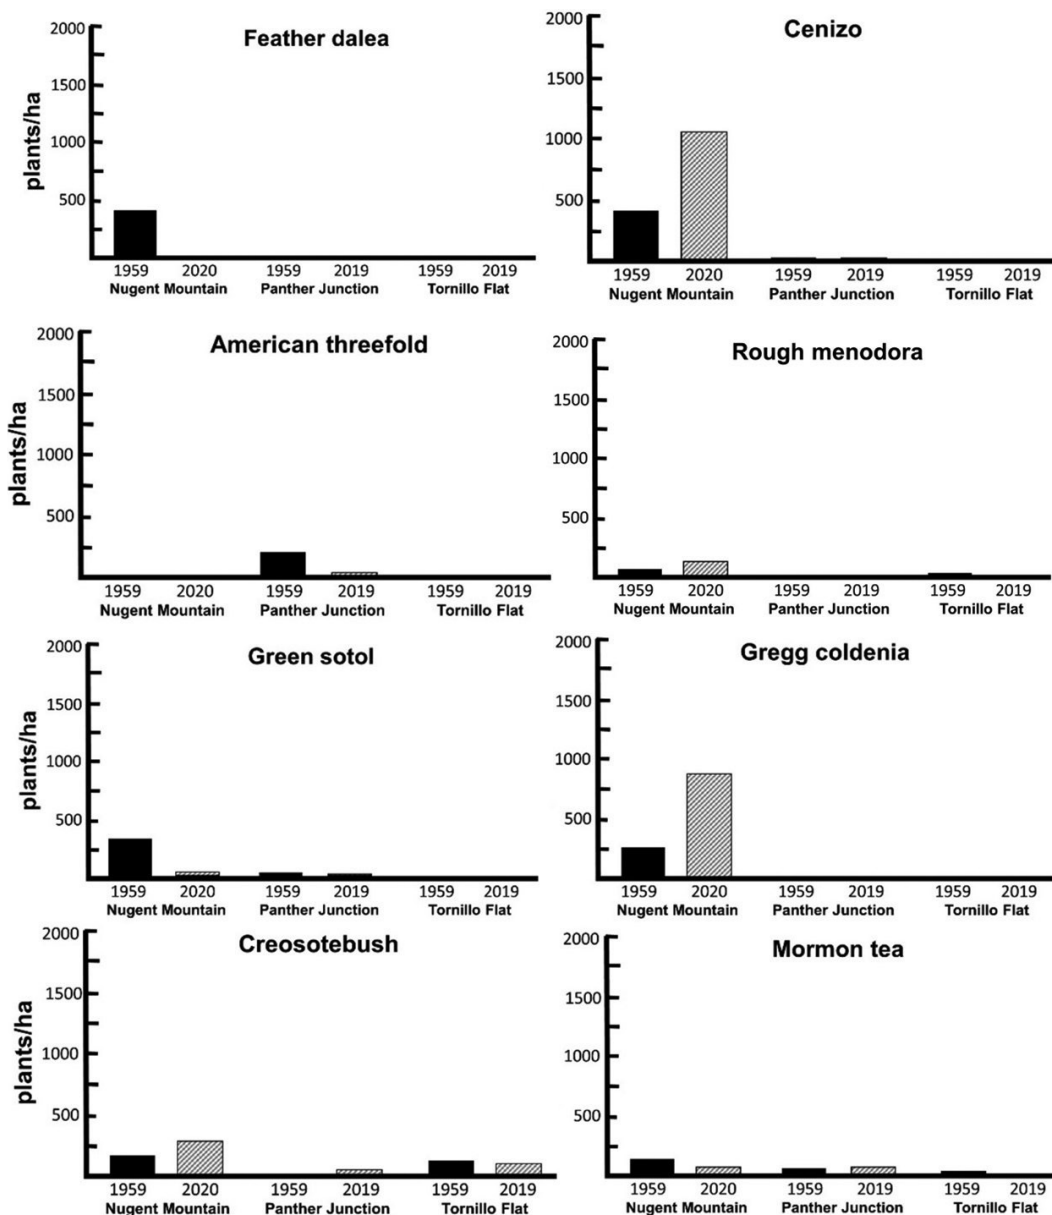 Feather dalea
plants/ha
2000
1500
1000
500
1959 2020 1959 2019 1959 2019
Nugent Mountain Panther Junction Tornillo Flat
Cenizo
2000
1500
1000
500
1959 2020 1959 2019 1959 2019
Nugent Mountain Panther Junction Tornillo Flat
American threefold
plants/ha
2000
1500
1000
500
1959 2020 1959 2019 1959 2019
Nugent Mountain Panther Junction Tornillo Flat
Rough menodora
2000
1500
1000
500
1959 2020 1959 2019 1959 2019
Nugent Mountain Panther Junction Tornillo Flat
Green sotol
plants/ha
2000
1500
1000
500
1959 2020 1959 2019 1959 2019
Nugent Mountain Panther Junction Tornillo Flat
Gregg coldenia
2000
1500
1000
500
1959 2020 1959 2019 1959 2019
Nugent Mountain Panther Junction Tornillo Flat
Creosotebush
plants/ha
2000
1500
1000
500
1959 2020 1959 2019 1959 2019
Nugent Mountain Panther Junction Tornillo Flat
Mormon tea
2000
1500
1000
500
1959 2020 1959 2019 1959 2019
Nugent Mountain Panther Junction Tornillo Flat